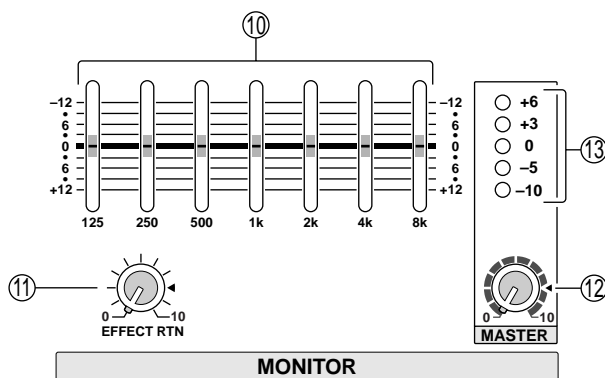 ⑩
–12 –12 +6
6 6 +3
0 0 0 ⑬
6 6 –5
+12 +12 –10
125 250 500 1k 2k 4k 8k
⑪ ⑫
0 10 0 10
EFFECT RTN MASTER
MONITOR